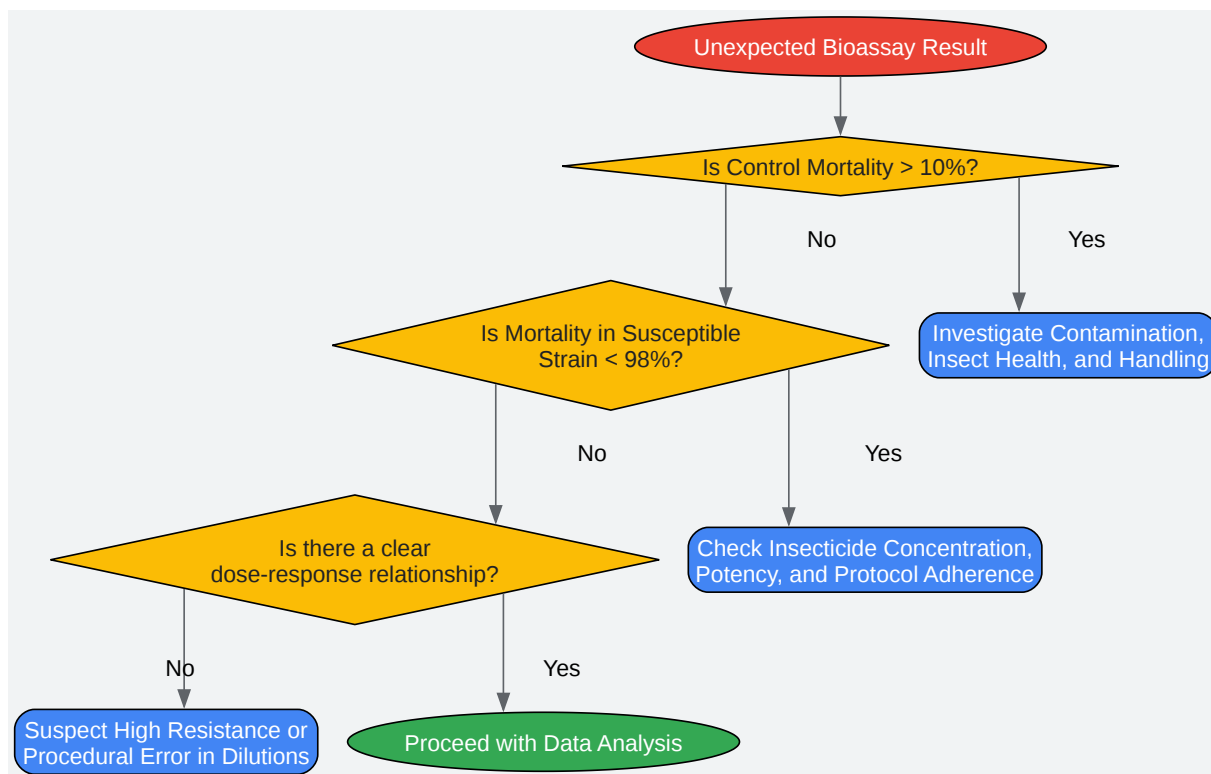 Unexpected Bioassay Result
Is Control Mortality > 10%?
No
Yes
Is Mortality in Susceptible
Strain < 98%?
Investigate Contamination,
Insect Health, and Handling
No
Yes
Is there a clear
dose-response relationship?
Check Insecticide Concentration,
Potency, and Protocol Adherence
No
Yes
Suspect High Resistance or
Procedural Error in Dilutions
Proceed with Data Analysis